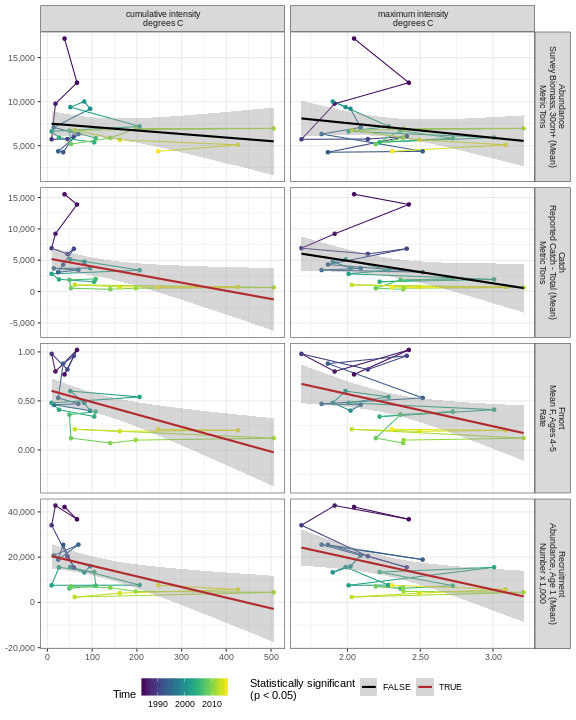 cumulative intensity
degrees C
maximum intensity
degrees C
15,000
10,000
5,000
Abundance
Survey Biomass, 30cm+ (Mean)
Metric Tons
15,000
10,000
5,000
0
-5,000
Catch
Reported Catch - Total (Mean)
Metric Tons
1.00
0.50
0.00
Fmort
Mean F, Ages 4-5
Rate
40,000
20,000
0
-20,000
Recruitment
Abundance, Age 1 (Mean)
Number x 1,000
0 100 200 300 400 500
2.00 2.50 3.00
Time
1990 2000 2010
Statistically significant
(p < 0.05)
FALSE
TRUE